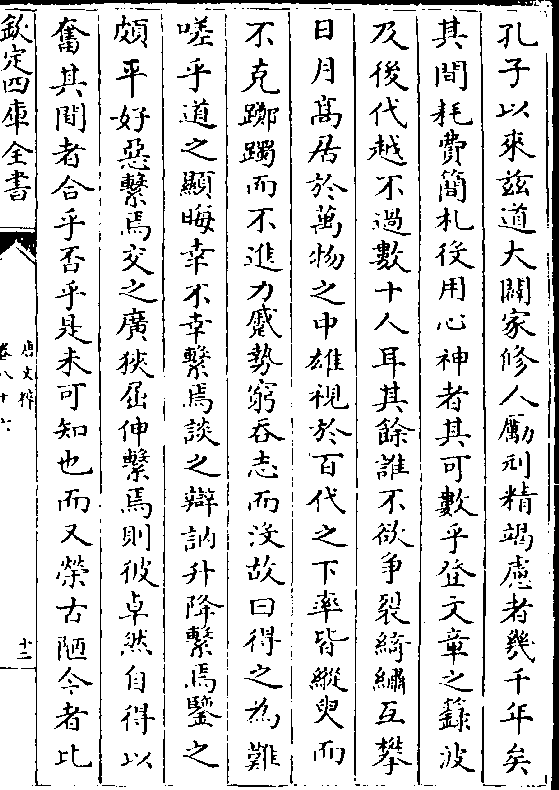 孔子以來茲道大闡家修人勵刓精竭慮者幾千年矣
其間耗費簡札役用心神者其可數乎登文章之籙波
及後代越不過數十人耳其餘誰不欲爭裂綺繡互攀
日月髙居於萬物之中雄視於百代之下率皆縱臾而
不克躑躅而不進力蹙勢窮吞志而沒故曰得之為難
嗟乎道之顯晦幸不幸繫焉談之辯訥升降繫焉鑒之
頗平好惡繫焉交之廣狹屈伸繫焉則彼卓然自得以
奮其間者合乎否乎是未可知也而又榮古陋今者比
欽定四庫全書
唐文粹
卷八十六
十二